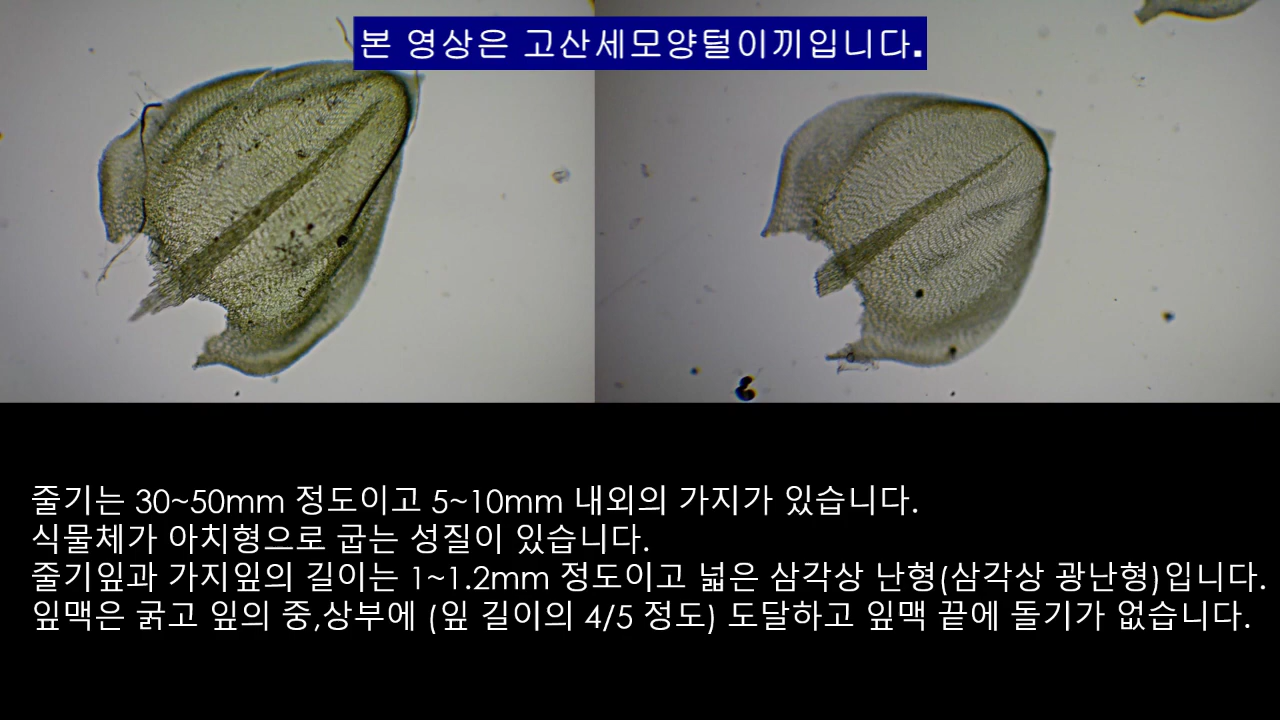 본 영상은 고산세모양털이끼입니다.
줄기는 30~50mm 정도이고 5~10mm 내외의 가지가 있습니다.
식물체가 아치형으로 굽는 성질이 있습니다.
줄기잎과 가지잎의 길이는 1~1.2mm 정도이고 넓은 삼각상 난형(삼각상 광난형)입니다.
잎맥은 굵고 잎의 중,상부에 (잎 길이의 4/5 정도) 도달하고 잎맥 끝에 돌기가 없습니다.